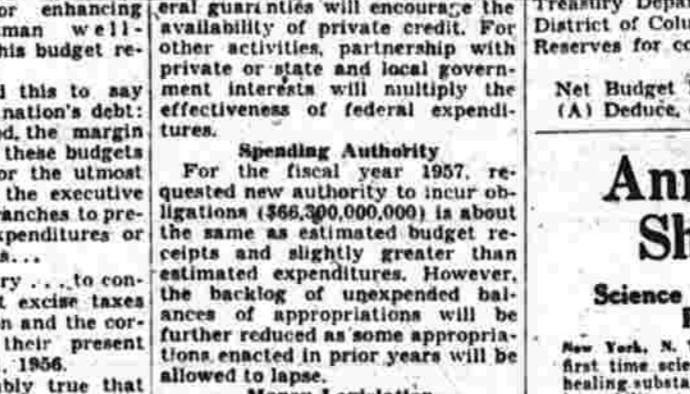 or enhancing
man well-
his budget re-
d this to say
nation's debt:
ed, the margin
these budgets
or the utmost
the executive
ranches to pre-
xpenditures or
s...
ry ....to con-
t excise taxes
n and the cor-
their present
, 1956.
bly true that
eral guaranties will encourage the
availability of private credit. For
other activities, partnership with
private or state and local govern-
ment interests will multiply the
effectiveness of federal expendi-
tures.
Spending Authority
For the fiscal year 1957, re-
quested new authority to incur ob-
ligations ($66,300,000,000) is about
the same as estimated budget re-
ceipts and slightly greater than
estimated expenditures. However,
the backlog of unexpended bal-
ances of appropriations will be
further reduced as some appropria-
tions enacted in prior years will be
allowed to lapse.
Treasury Depa
District of Colu
Reserves for co
Net Budget
(A) Deduce,
An
Sh
Science
New York, N. Y
first time scie
healing substa